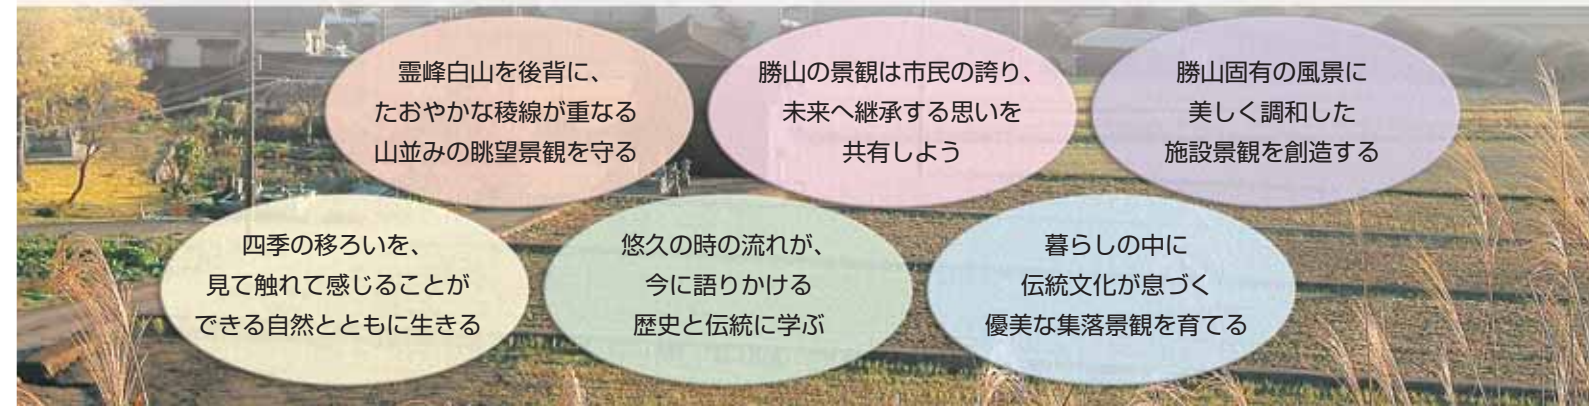 霊峰白山を後背に、
たおやかな稜線が重なる
山並みの眺望景観を守る
勝山の景観は市民の誇り、
未来へ継承する思いを
共有しよう
勝山固有の風景に
美しく調和した
施設景観を創造する
四季の移ろいを、
見て触れて感じることが
できる自然とともに生きる
悠久の時の流れが、
今に語りかける
歴史と伝統に学ぶ
暮らしの中に
伝統文化が息づく
優美な集落景観を育てる